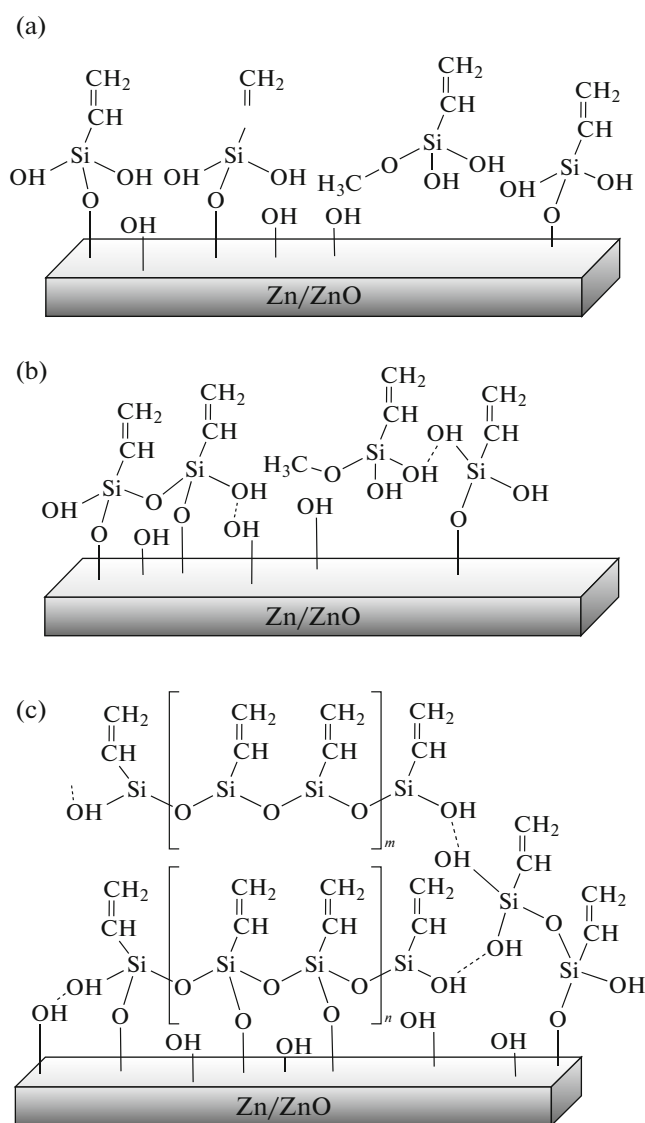 (a)
CH2 CH2 CH2
CH CH CH
Si Si Si Si
OH OH OH OH O OH OH OH
H3C OH
O O O
OH OH OH
Zn/ZnO
(b)
CH2 CH2 CH2 CH2
CH CH CH OH CH
Si Si H3C O Si OH Si
OH O OH OH OH
O O OH OH OH O
Zn/ZnO
(c)
CH2 CH2 CH2 CH2
CH CH CH CH
Si Si Si Si
OH O O O OH
m
OH CH2
CH2 CH2 CH2 CH2 CH CH2
CH CH CH CH Si O CH
Si Si Si Si OH Si
OH O O O OH OH
n
OH O O O OH O
OH OH OH
Zn/ZnO